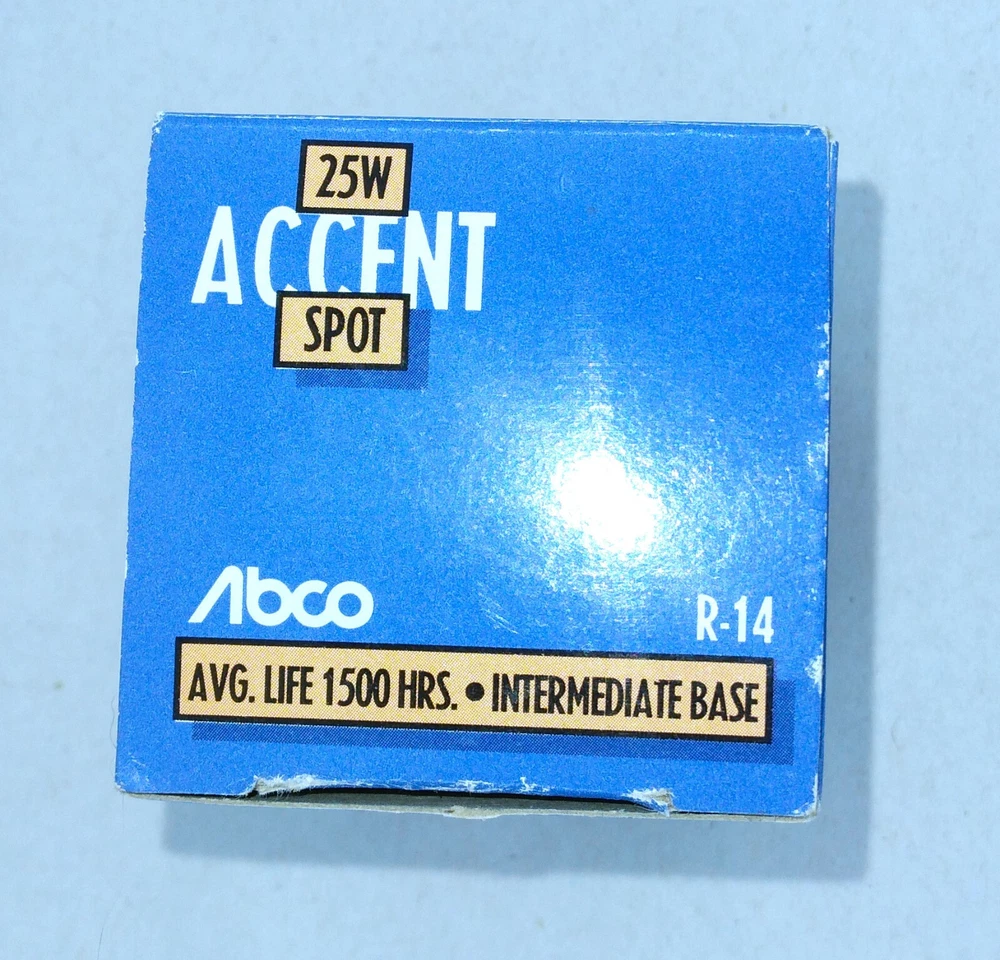 25W
ACCENT
SPOT
Abco
R-14
AVG. LIFE 1500 HRS. • INTERMEDIATE BASE